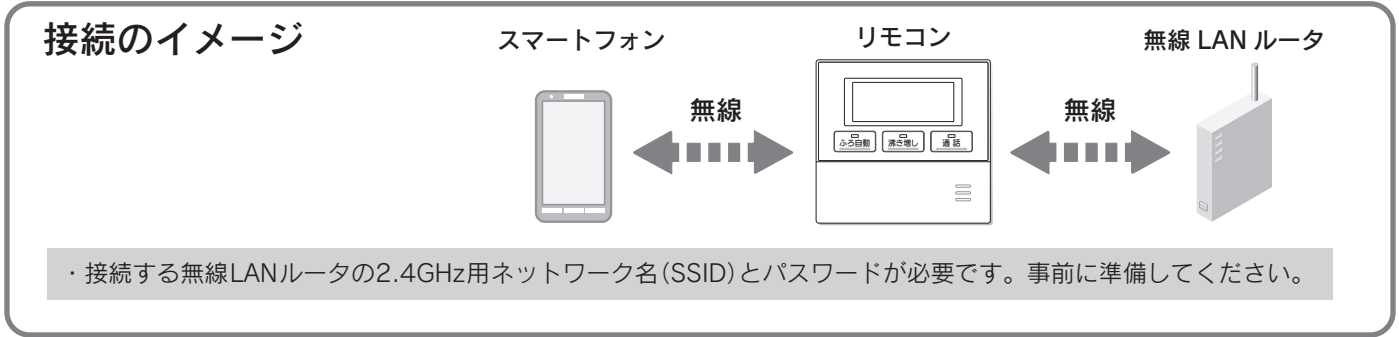 接続のイメージ
スマートフォン
リモコン
無線 LAN ルータ
無線
無線
ふろ自動
沸き増し
通話
・接続する無線LANルータの2.4GHz用ネットワーク名(SSID)とパスワードが必要です。事前に準備してください。